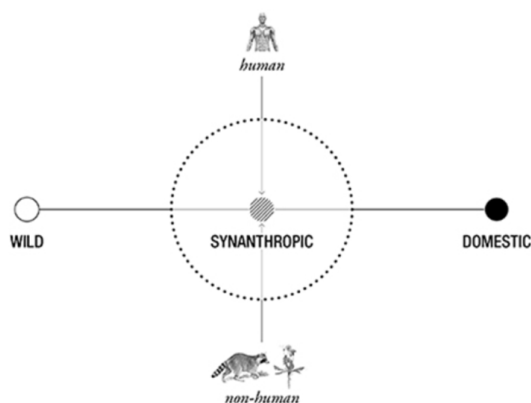 human
WILD
SYNANTHROPIC
DOMESTIC
non-human